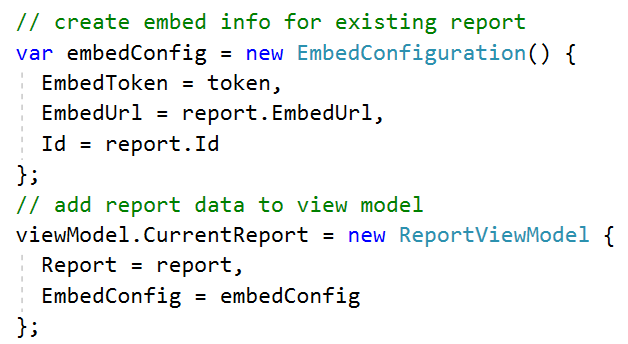 // create embed info for existing report
var embedConfig = new EmbedConfiguration() {
  EmbedToken = token,
  EmbedUrl = report.EmbedUrl,
  Id = report.Id
};
// add report data to view model
viewModel.CurrentReport = new ReportViewModel {
  Report = report,
  EmbedConfig = embedConfig
};